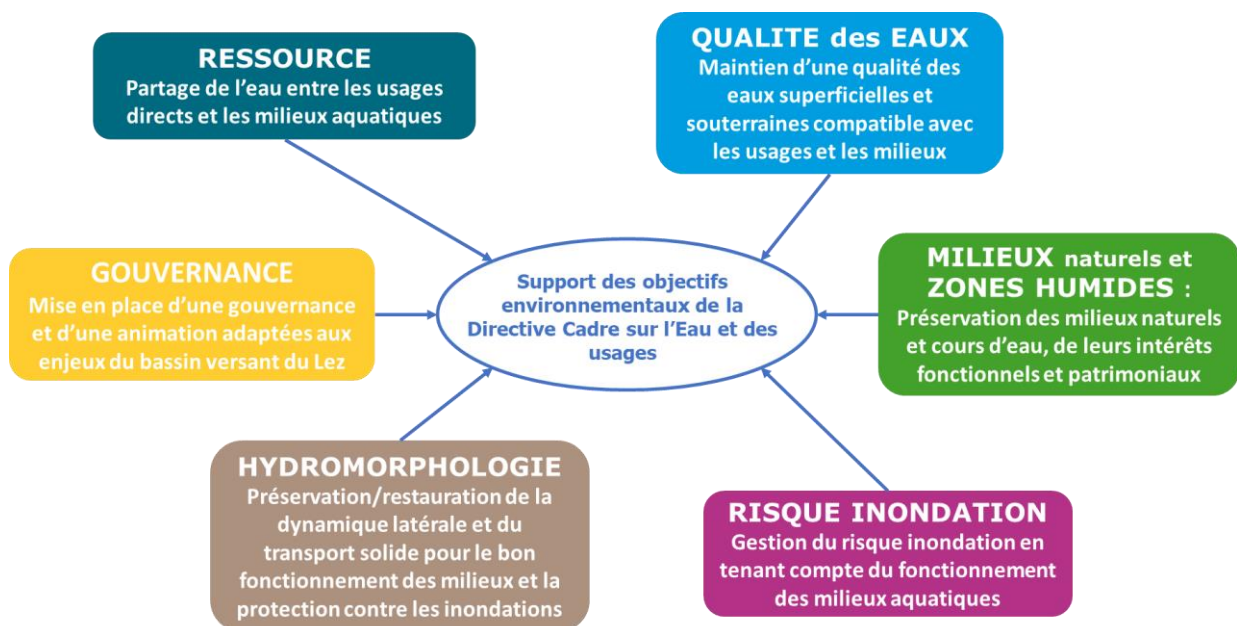 RESSOURCE
Partage de l’eau entre les usages
directs et les milieux aquatiques
QUALITE des EAUX
Maintien d’une qualité des
eaux superficielles et
souterraines compatible avec
les usages et les milieux
GOUVERNANCE
Mise en place d’une gouvernance
et d’une animation adaptées aux
enjeux du bassin versant du Lez
Support des objectifs
environnementaux de la
Directive Cadre sur l’Eau et des
usages
MILIEUX naturels et
ZONES HUMIDES :
Préservation des milieux naturels
et cours d’eau, de leurs intérêts
fonctionnels et patrimoniaux
HYDROMORPHOLOGIE
Préservation/restauration de la
dynamique latérale et du
transport solide pour le bon
fonctionnement des milieux et la
protection contre les inondations
RISQUE INONDATION
Gestion du risque inondation en
tenant compte du fonctionnement
des milieux aquatiques